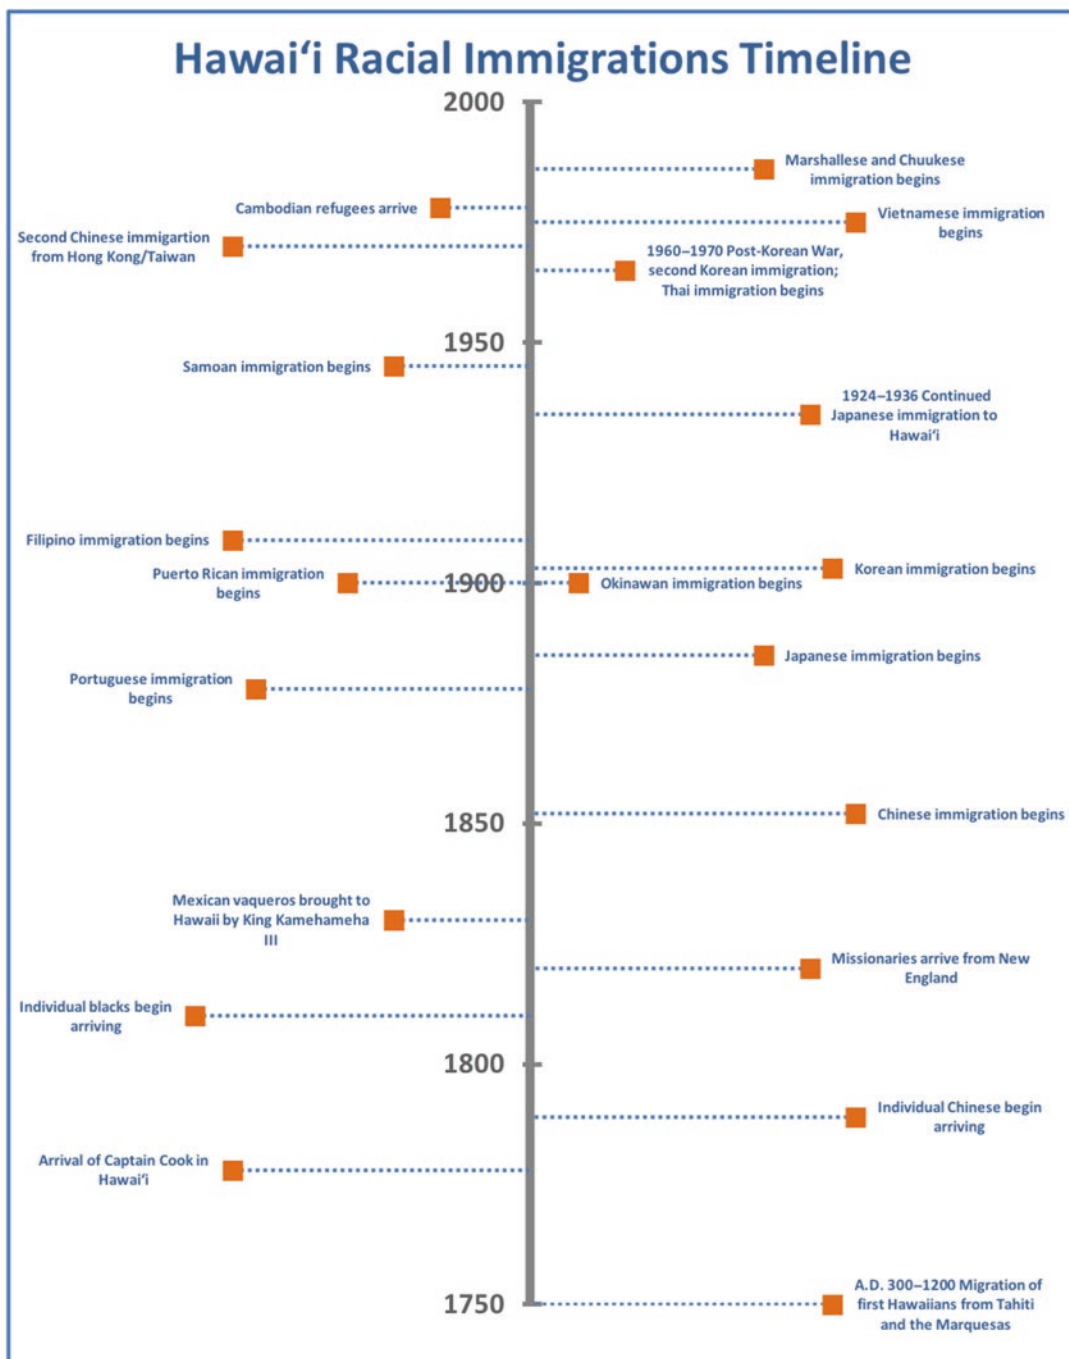 Hawai‘i Racial Immigrations Timeline
2000
Marshallese and Chuukese
immigration begins
Cambodian refugees arrive
Vietnamese immigration
begins
Second Chinese immigartion
from Hong Kong/Taiwan
1960–1970 Post-Korean War,
second Korean immigration;
Thai immigration begins
1950
Samoan immigration begins
1924–1936 Continued
Japanese immigration to
Hawai‘i
Filipino immigration begins
Korean immigration begins
Puerto Rican immigration
begins
1900
Okinawan immigration begins
Japanese immigration begins
Portuguese immigration
begins
1850
Chinese immigration begins
Mexican vaqueros brought to
Hawaii by King Kamehameha
III
Missionaries arrive from New
England
Individual blacks begin
arriving
1800
Individual Chinese begin
arriving
Arrival of Captain Cook in
Hawai‘i
1750
A.D. 300–1200 Migration of
first Hawaiians from Tahiti
and the Marquesas